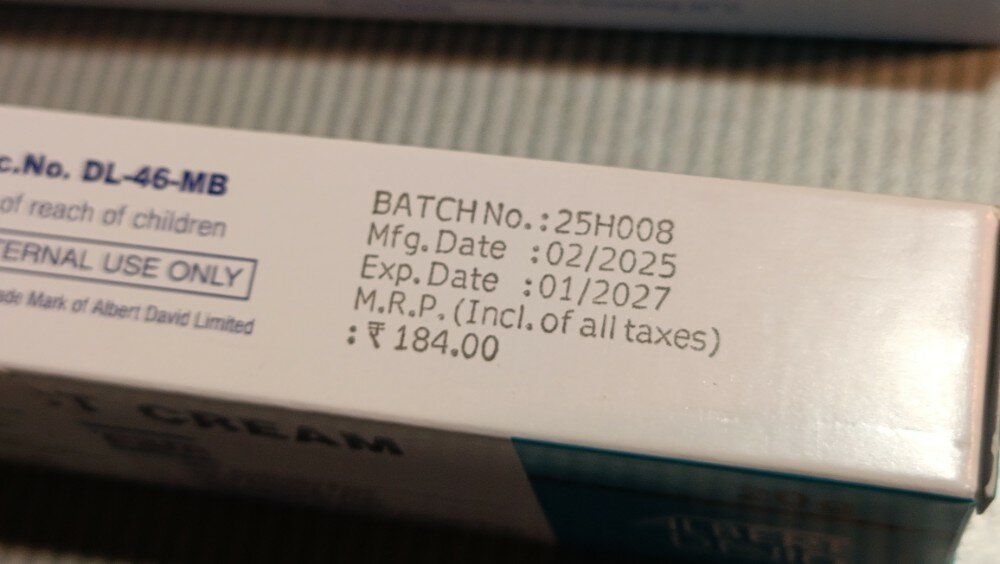 c.No. DL-46-MB
of reach of children
TERNAL USE ONLY
ade Mark of Albert David Limited
BATCH No. : 25H008
Mfg. Date : 02/2025
Exp. Date : 01/2027
M.R.P. (Incl. of all taxes)
: ₹ 184.00
T CREAM